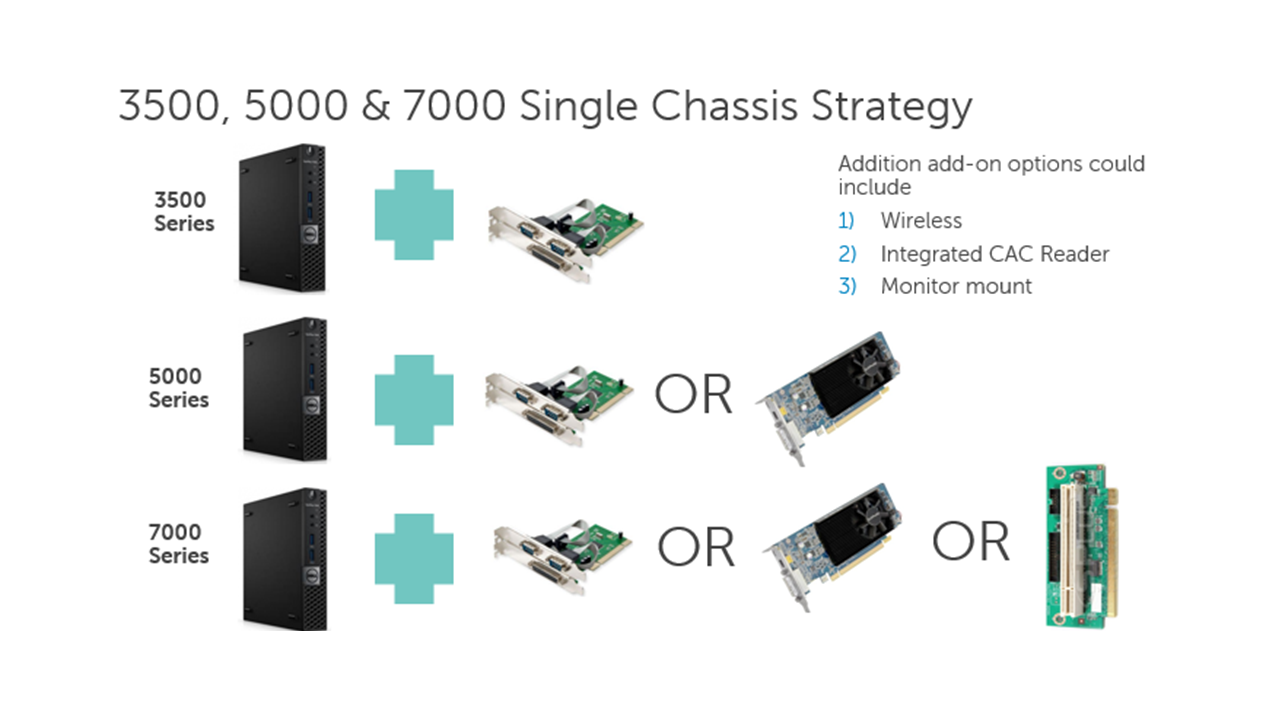 3500, 5000 & 7000 Single Chassis Strategy
3500
Series
Addition add-on options could
include
1) Wireless
2) Integrated CAC Reader
3) Monitor mount
5000
Series
OR
7000
Series
OR
OR